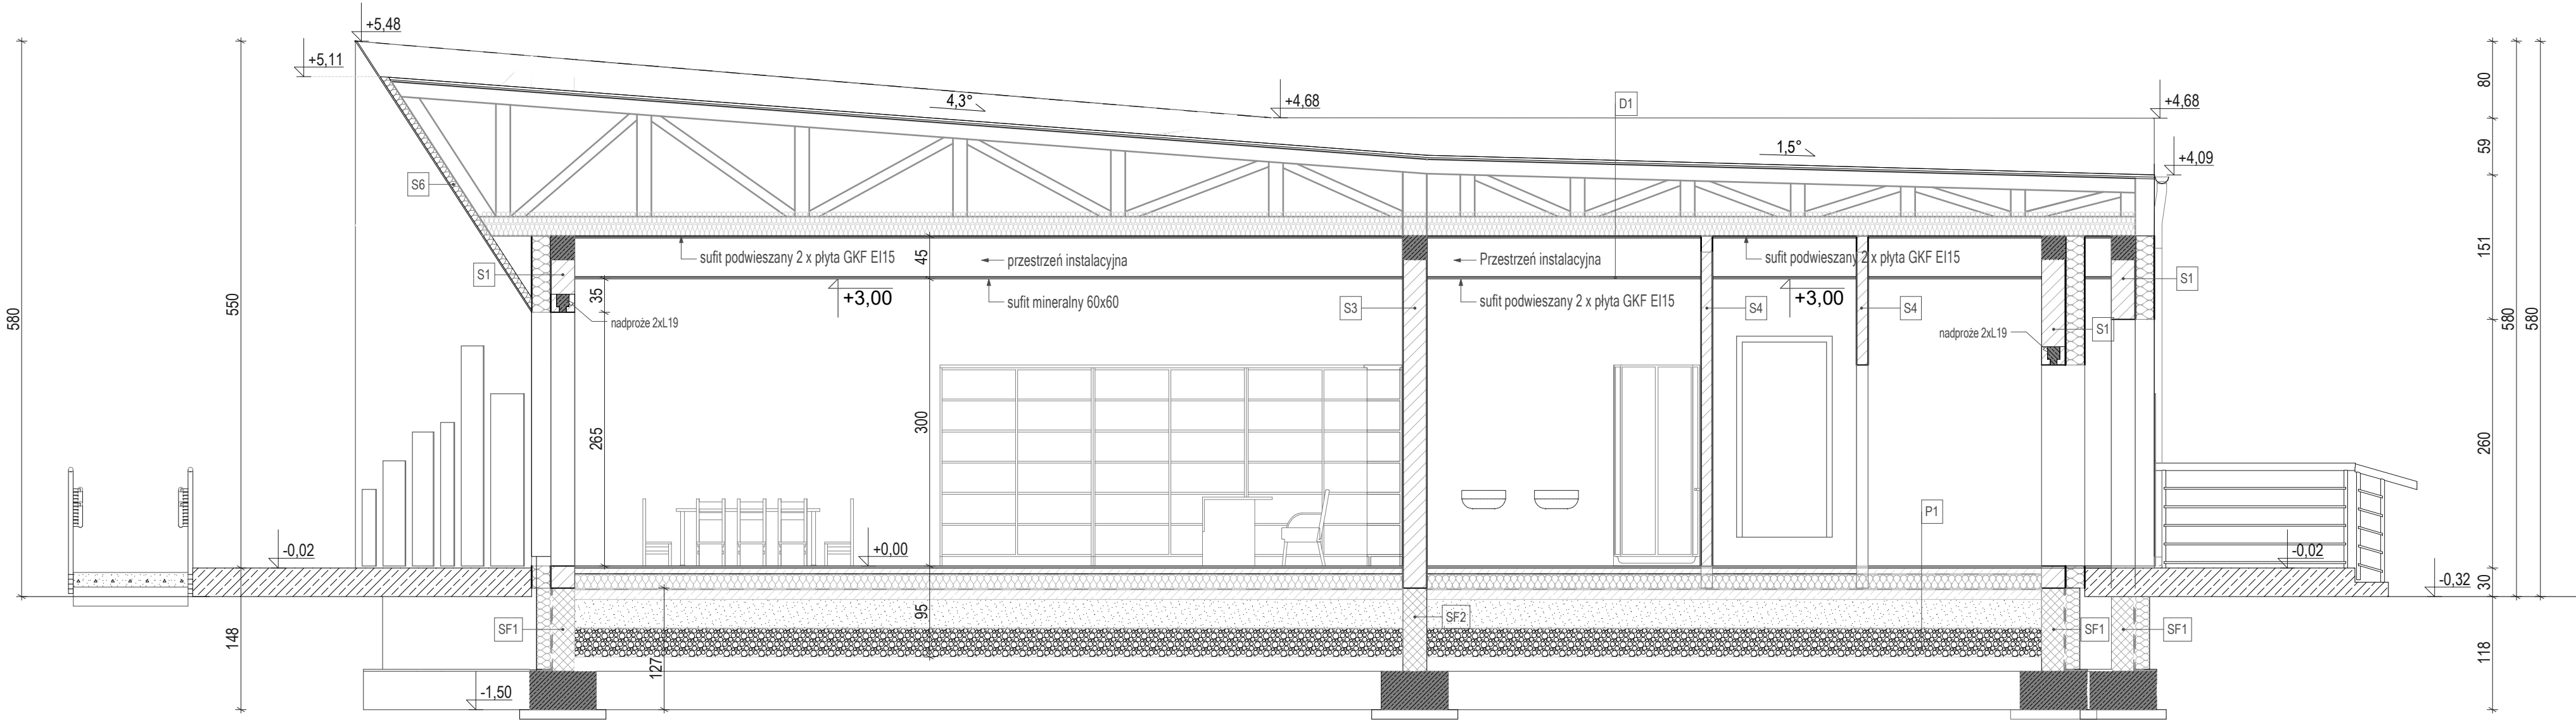 +5,48
+5,11
4,3°
+4,68
D1
+4,68
80
1,5°
59
+4,09
S6
580
550
sufit podwieszany 2 x płyta GKF EI15
45
przestrzeń instalacyjna
Przestrzeń instalacyjna
sufit podwieszany 2 x płyta GKF EI15
151
S1
S1
35
+3,00
sufit mineralny 60x60
S3
sufit podwieszany 2 x płyta GKF EI15
S4
+3,00
S4
nadproże 2xL19
nadproże 2xL19
S1
580
580
265
300
260
P1
-0,02
+0,00
-0,02
-0,32
30
148
SF1
127
95
SF2
SF1
SF1
118
-1,50